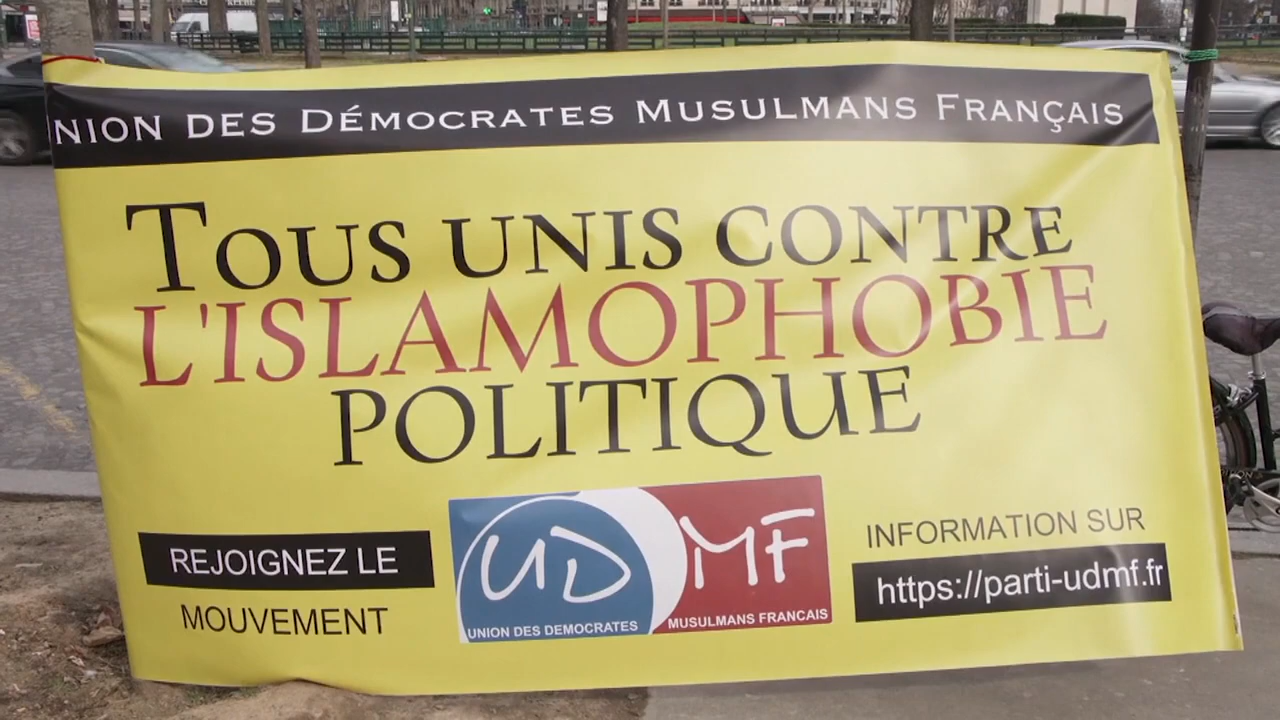 NION DES DÉMOCRATES MUSULMANS FRANÇAIS
TOUS UNIS CONTRE
L'ISLAMOPHOBIE
POLITIQUE
REJOIGNEZ LE
MOUVEMENT
UD MF
UNION DES DEMOCRATES MUSULMANS FRANCAIS
INFORMATION SUR
https://parti-udmf.fr